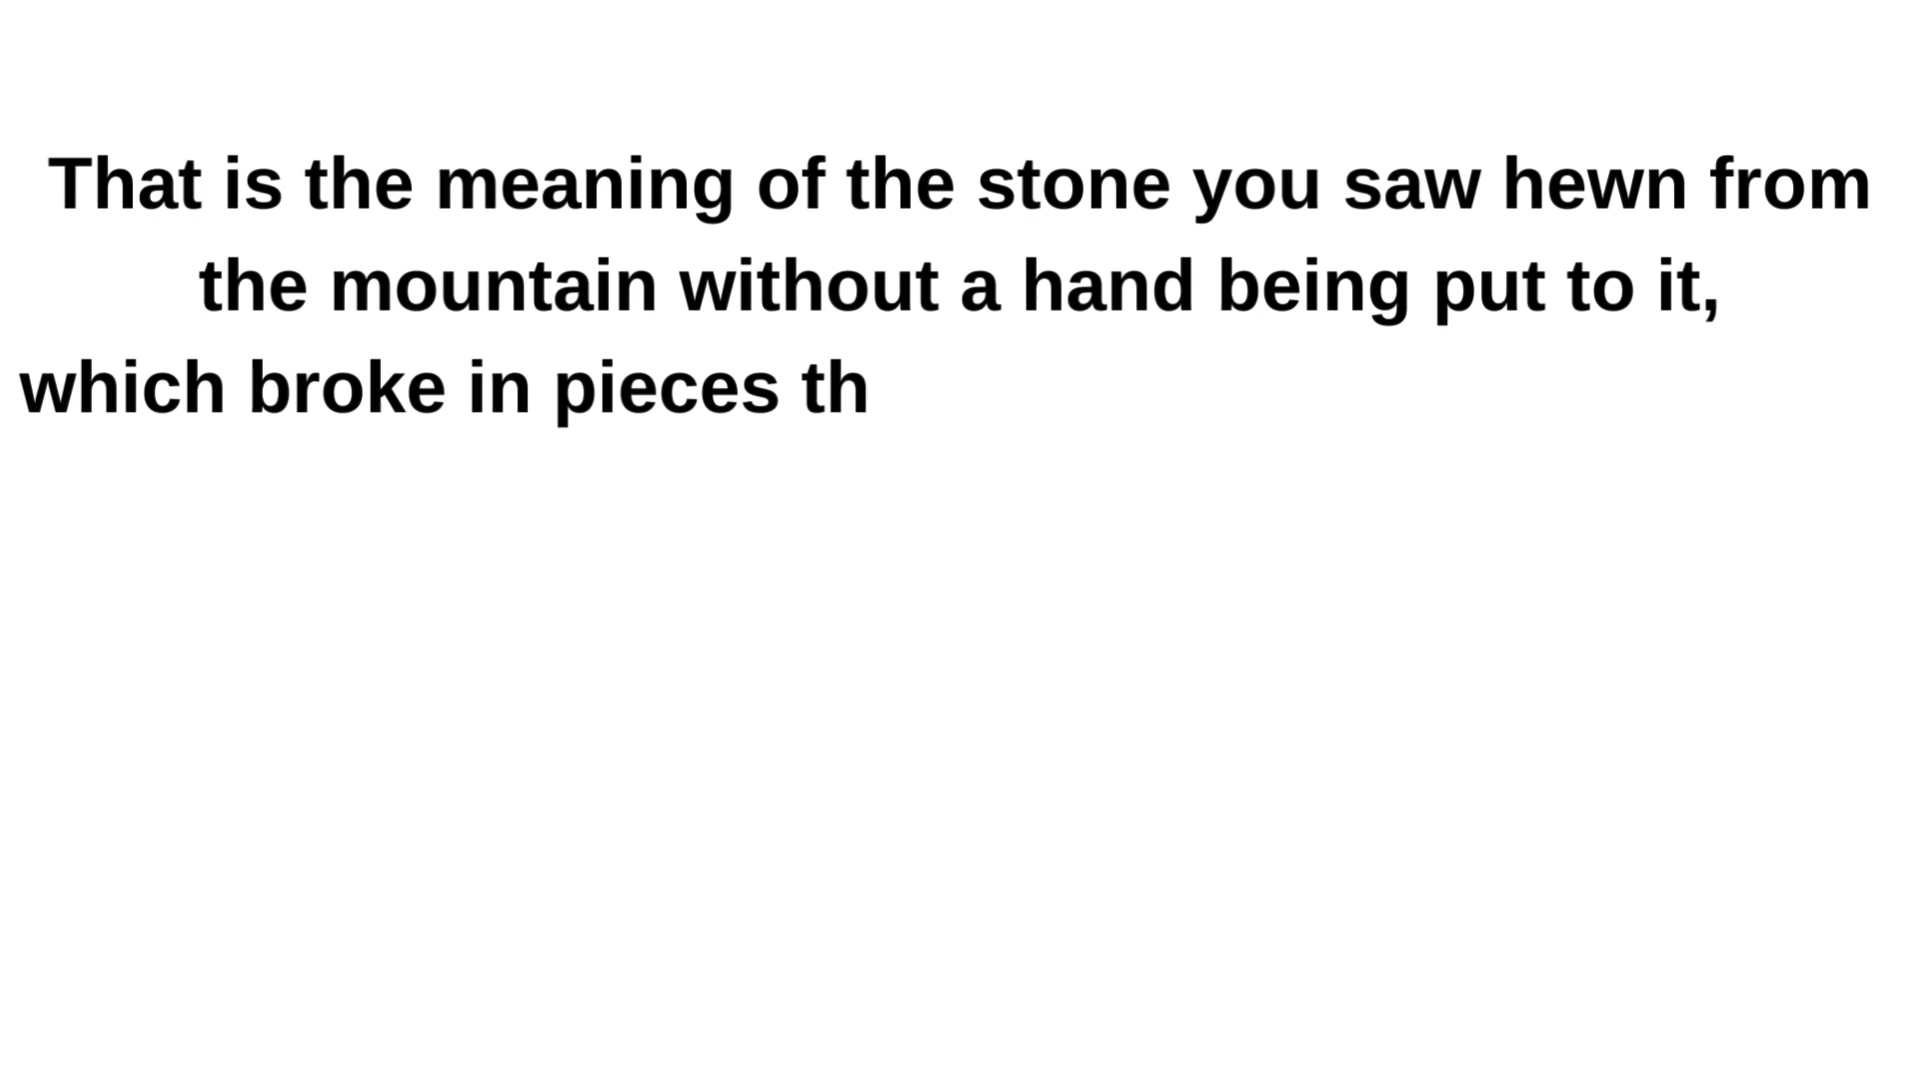 That is the meaning of the stone you saw hewn from
the mountain without a hand being put to it,
which broke in pieces th